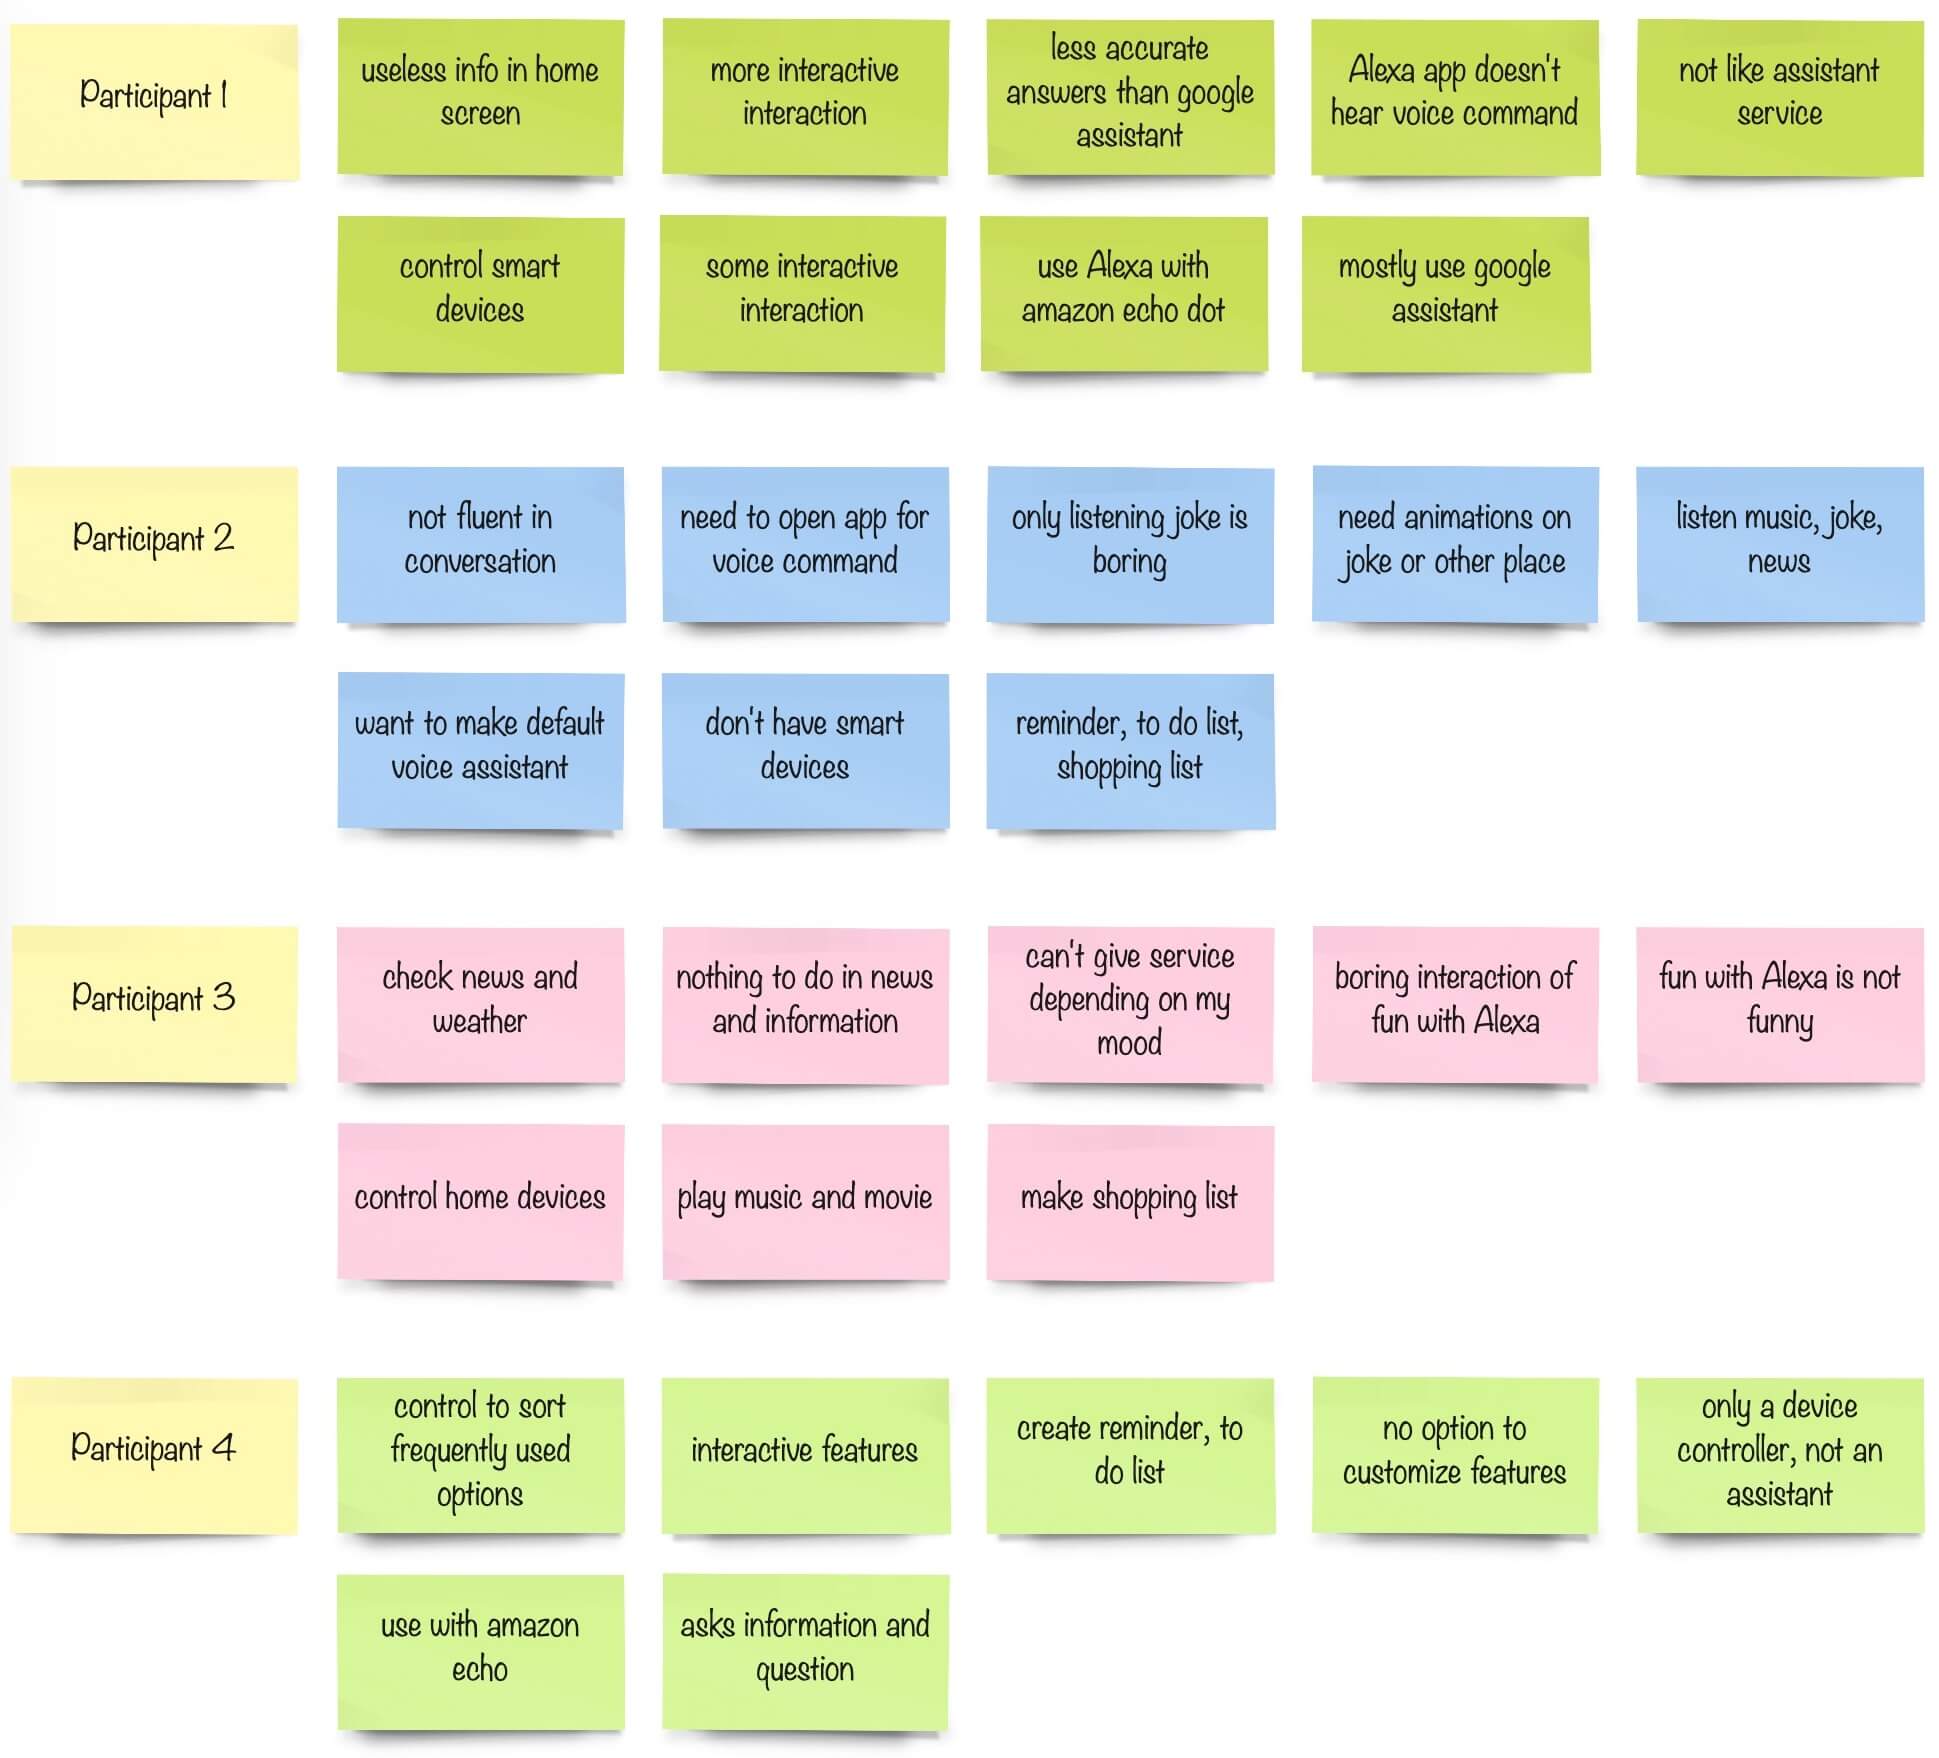 Participant 1
useless info in home
screen
more interactive
interaction
less accurate
answers than google
assistant
Alexa app doesn't
hear voice command
not like assistant
service
control smart
devices
some interactive
interaction
use Alexa with
amazon echo dot
mostly use google
assistant
Participant 2
not fluent in
conversation
need to open app for
voice command
only listening joke is
boring
need animations on
joke or other place
listen music, joke,
news
want to make default
voice assistant
don't have smart
devices
reminder, to do list,
shopping list
Participant 3
check news and
weather
nothing to do in news
and information
can't give service
depending on my
mood
boring interaction of
fun with Alexa
fun with Alexa is not
funny
control home devices
play music and movie
make shopping list
Participant 4
control to sort
frequently used
options
interactive features
create reminder, to
do list
no option to
customize features
only a device
controller, not an
assistant
use with amazon
echo
asks information and
question